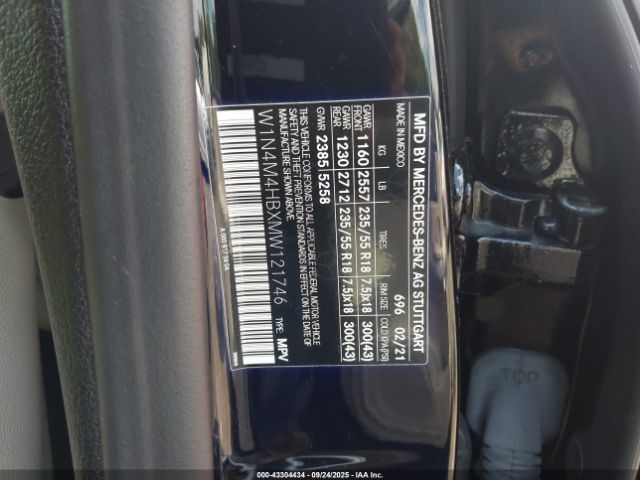 MFD BY MERCEDES-BENZ AG STUTTGART
MADE IN MEXICO 696 02/21
KG LB TIRES RIM SIZE COLD KPA(PSI)
GAWR FRONT 1160 2557 235/55 R18 7.5Jx18 300(43)
GAWR REAR 1230 2712 235/55 R18 7.5Jx18 300(43)
GVWR 2385 5258
THIS VEHICLE CONFORMS TO ALL APPLICABLE FEDERAL MOTOR VEHICLE
SAFETY AND THEFT PREVENTION STANDARDS IN EFFECT ON THE DATE OF
MANUFACTURE SHOWN ABOVE.
W1N4M4HBXMW121746 TYPE: MPV
TOP
000-43304434 - 09/24/2025 - IAAI.COM